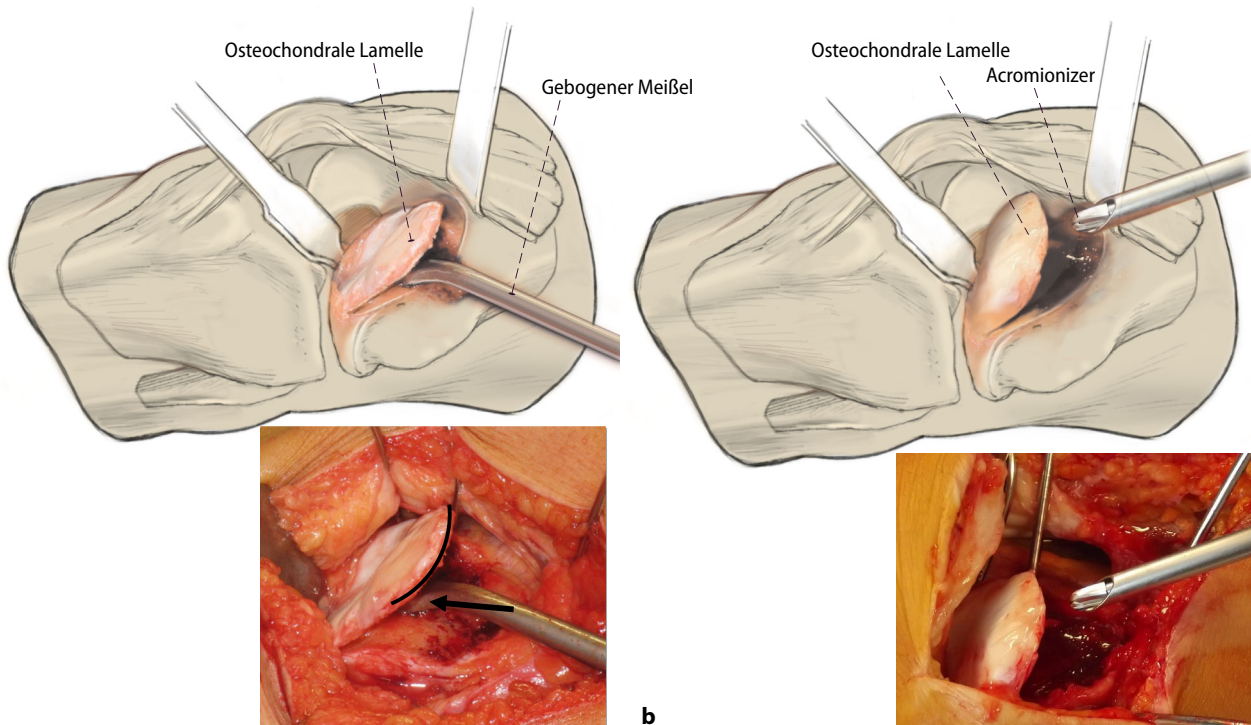 Osteochondrale Lamelle
Gebogener Meißel
Osteochondrale Lamelle
Acromionizer
b